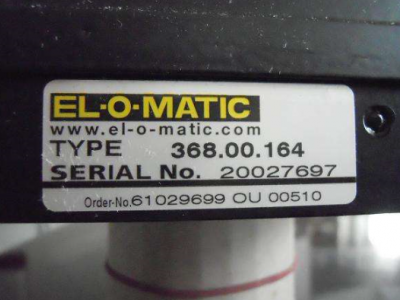 EL-O-MATIC
www.el-o-matic.com
TYPE 368.00.164
SERIAL No. 20027697
Order-No.61029699 OU 00510